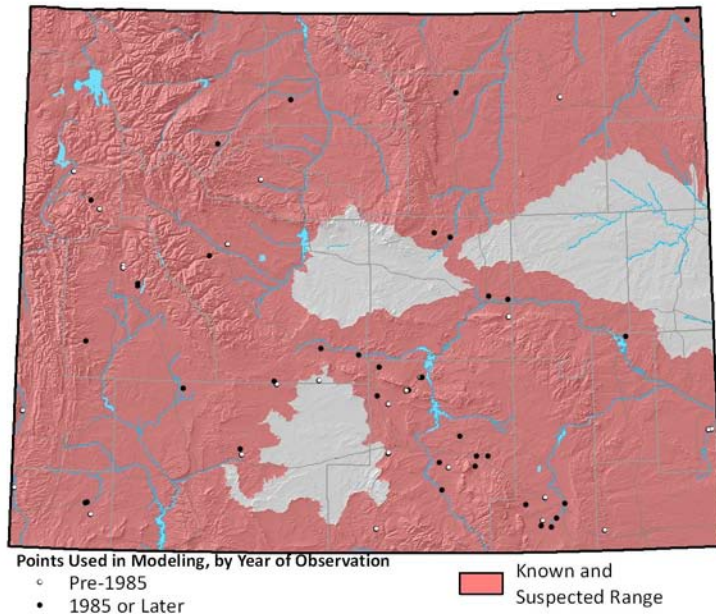 Points Used in Modeling, by Year of Observation
Pre-1985
1985 or Later
Known and
Suspected Range